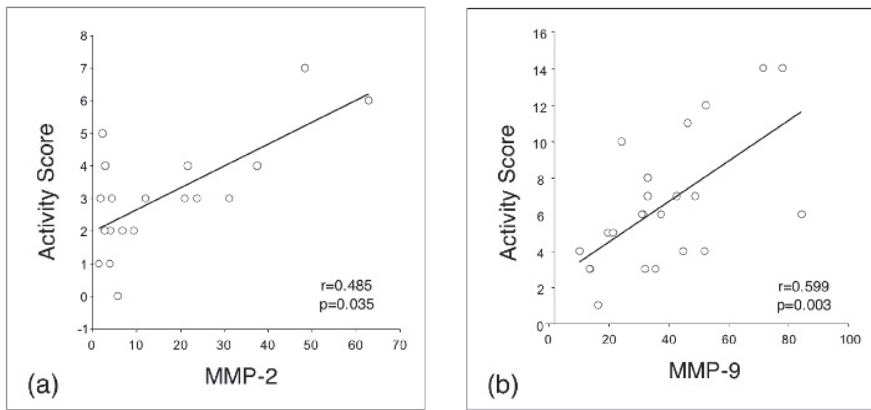 8
7
6
5
4
3
2
1
0
-1
Activity Score
0 10 20 30 40 50 60 70
MMP-2
r=0.485
p=0.035
(a)
16
14
12
10
8
6
4
2
0
Activity Score
0 20 40 60 80 100
MMP-9
r=0.599
p=0.003
(b)